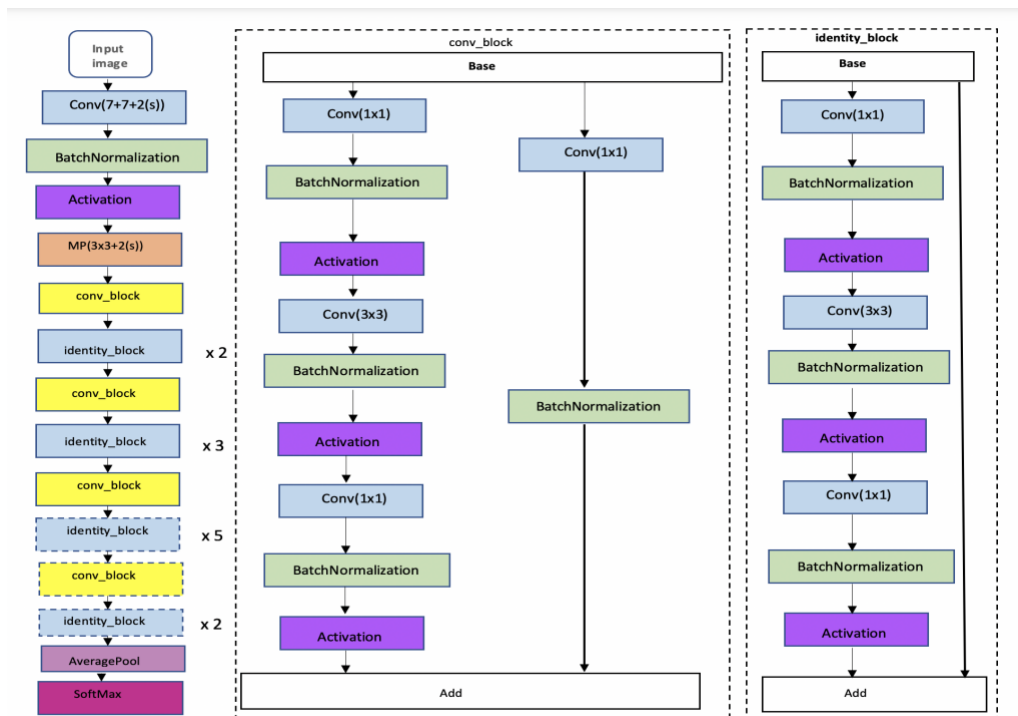 Input
image
Conv(7+7+2(s))
BatchNormalization
Activation
MP(3x3+2(s))
conv_block
identity_block
x 2
conv_block
identity_block
x 3
conv_block
identity_block
x 5
conv_block
identity_block
x 2
AveragePool
SoftMax
conv_block
Base
Conv(1x1)
BatchNormalization
Activation
Conv(3x3)
BatchNormalization
Activation
Conv(1x1)
BatchNormalization
Activation
Conv(1x1)
BatchNormalization
Add
identity_block
Base
Conv(1x1)
BatchNormalization
Activation
Conv(3x3)
BatchNormalization
Activation
Conv(1x1)
BatchNormalization
Activation
Add